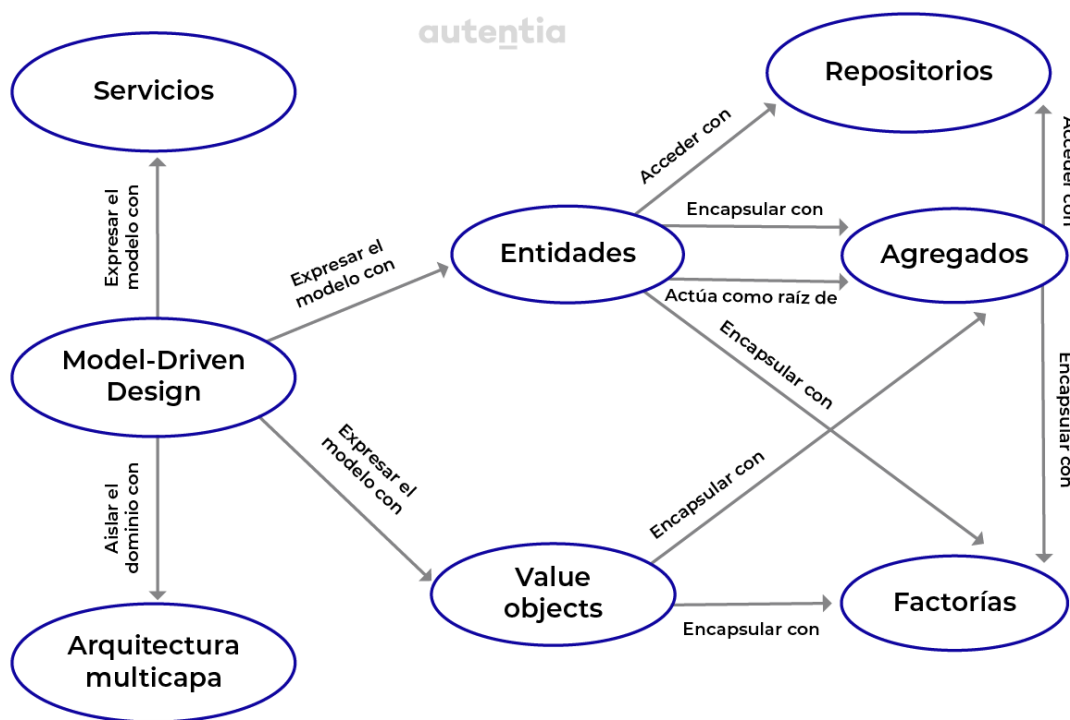 autentia
Servicios
Repositorios
Acceder con
Acceder con
Expresar el
modelo con
Encapsular con
Expresar el
modelo con
Entidades
Agregados
Actúa como raíz de
Model-Driven
Design
Encapsular con
Encapsular con
Expresar el
modelo con
Encapsular con
Aislar el
dominio con
Value
objects
Factorías
Encapsular con
Arquitectura
multicapa